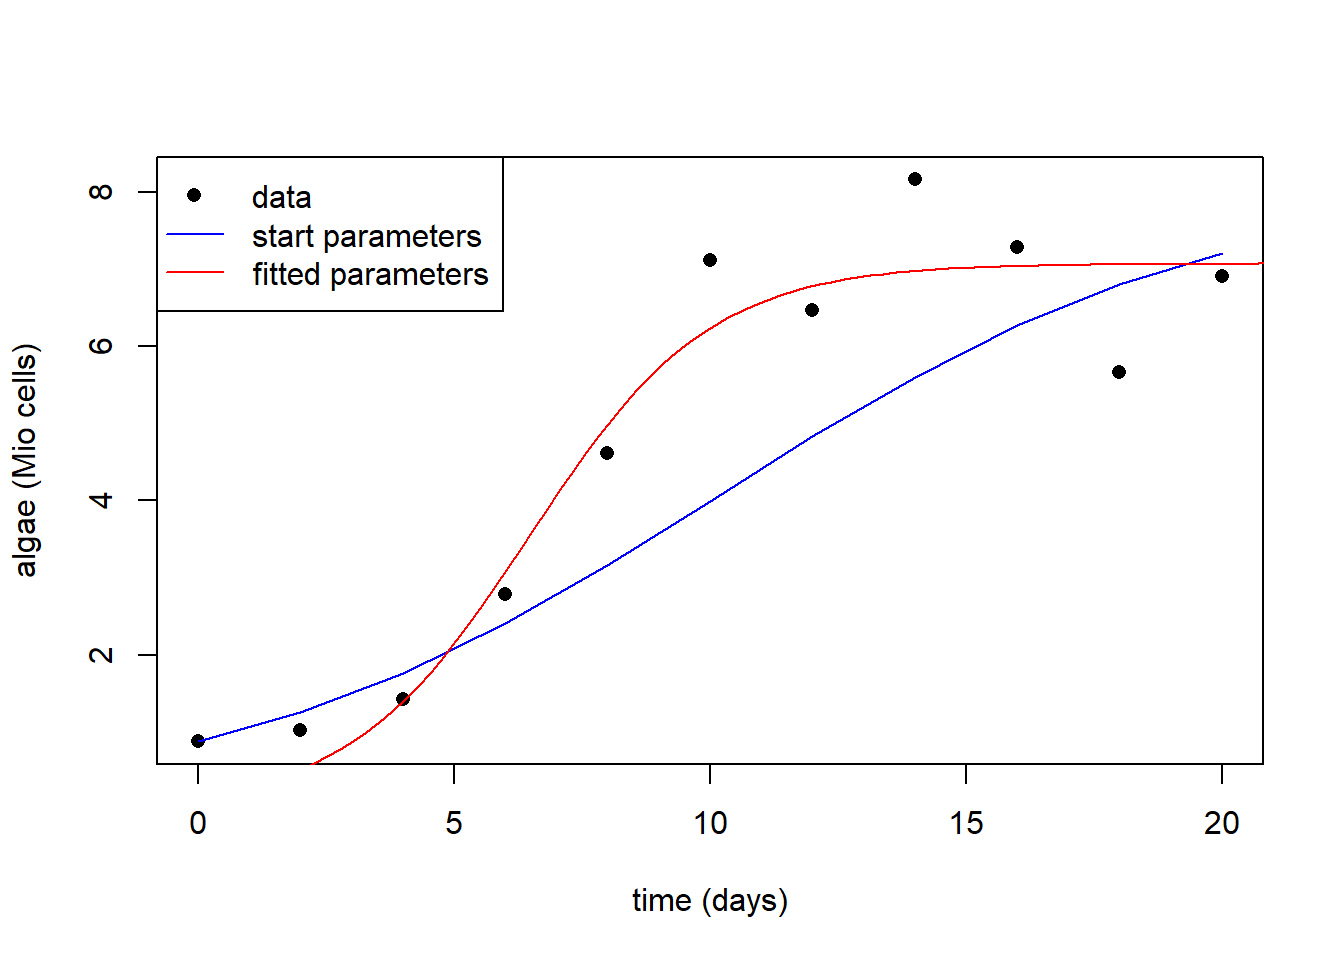 data
start parameters
fitted parameters
8
6
4
2
algae (Mio cells)
0 5 10 15 20
time (days)